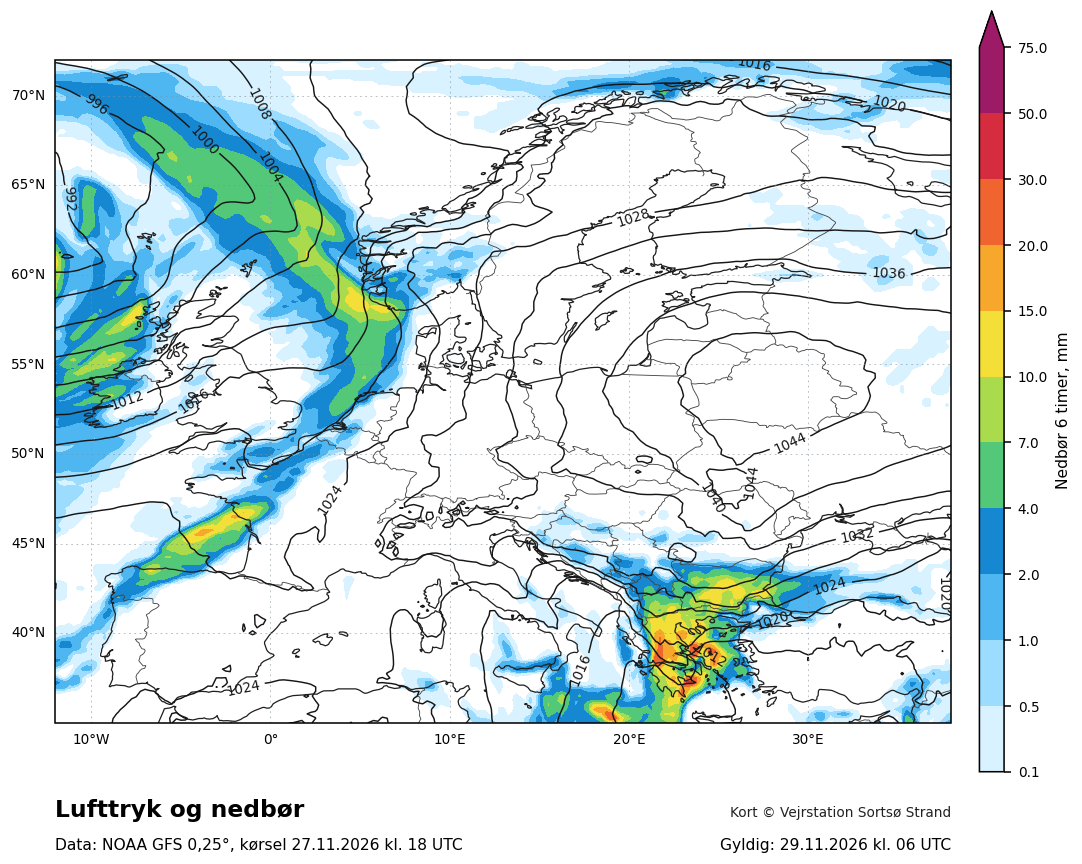 75.0
50.0
30.0
20.0
15.0
10.0
7.0
4.0
2.0
1.0
0.5
0.1
Nedbør 6 timer, mm
70°N
65°N
60°N
55°N
50°N
45°N
40°N
10°W
0°
10°E
20°E
30°E
996
1000
1008
1004
992
1016
1020
1028
1036
1012
1016
1024
1044
1044
1040
1032
1024
1020
1020
1012
1016
1024
Lufttryk og nedbør
Kort © Vejrstation Sortsø Strand
Data: NOAA GFS 0,25°, kørsel 27.11.2026 kl. 18 UTC
Gyldig: 29.11.2026 kl. 06 UTC